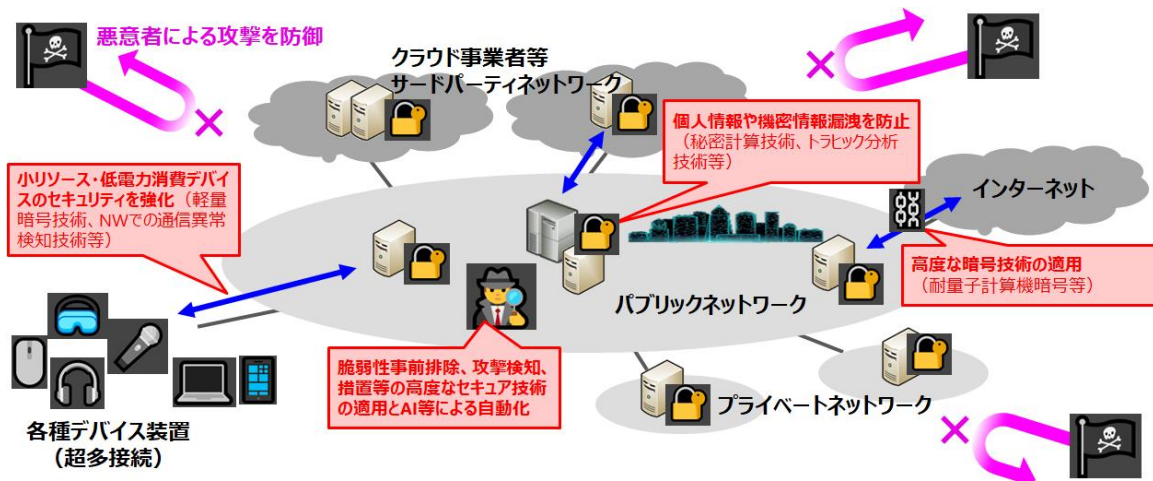 悪意者による攻撃を防御
クラウド事業者等
サードパーティネットワーク
個人情報や機密情報漏洩を防止
(秘密計算技術、トラヒック分析
技術等)
小リソース・低電力消費デバイ
スのセキュリティを強化(軽量
暗号技術、NWでの通信異常
検知技術等)
インターネット
高度な暗号技術の適用
(耐量子計算機暗号等)
パブリックネットワーク
脆弱性事前排除、攻撃検知、
措置等の高度なセキュア技術
の適用とAI等による自動化
プライベートネットワーク
各種デバイス装置
(超多接続)